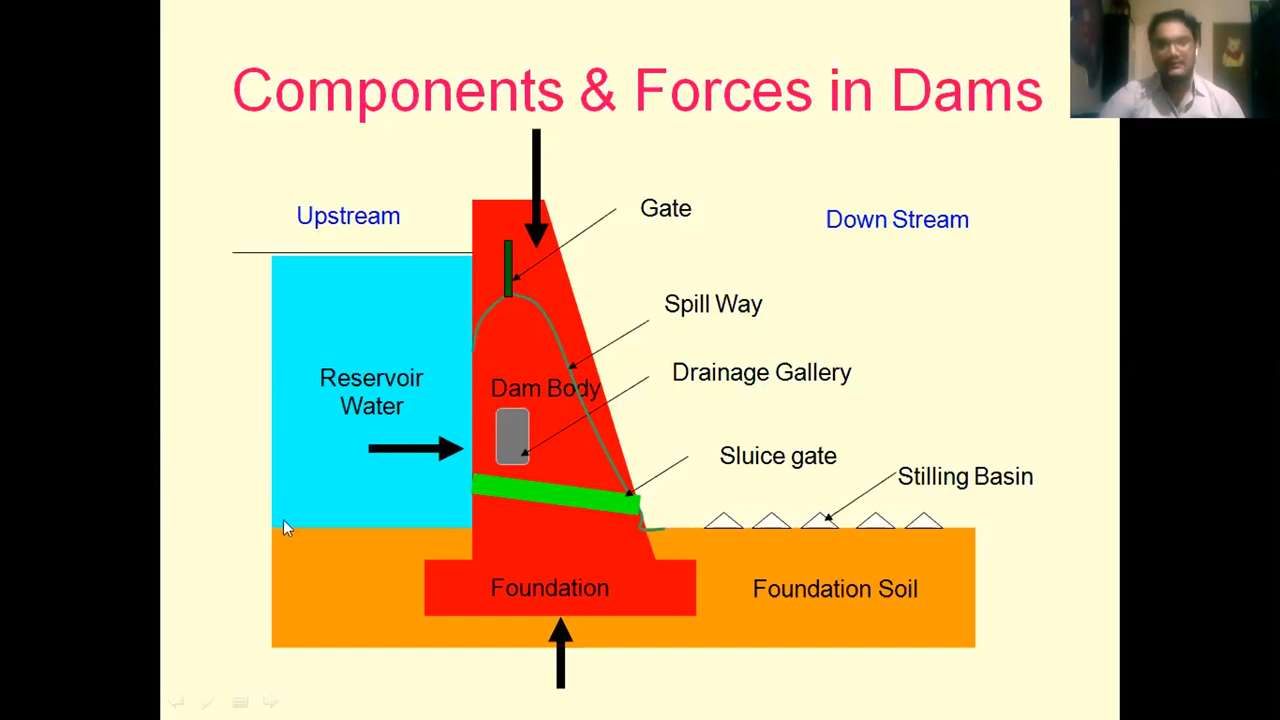 Components & Forces in Dams
Upstream
Gate
Down Stream
Spill Way
Drainage Gallery
Reservoir
Water
Dam Body
Sluice gate
Stilling Basin
Foundation
Foundation Soil